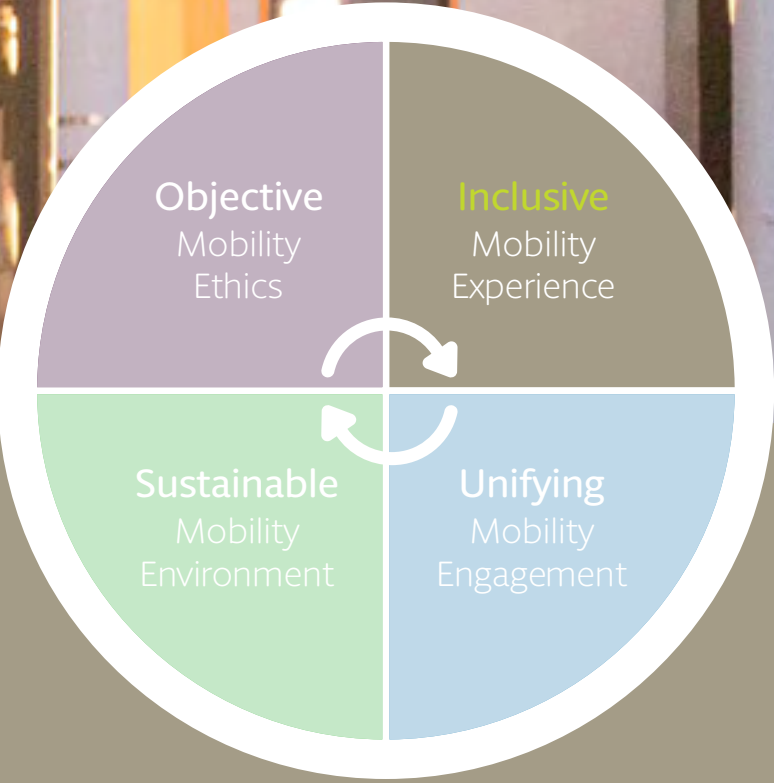 Objective
Mobility
Ethics
Inclusive
Mobility
Experience
Sustainable
Mobility
Environment
Unifying
Mobility
Engagement